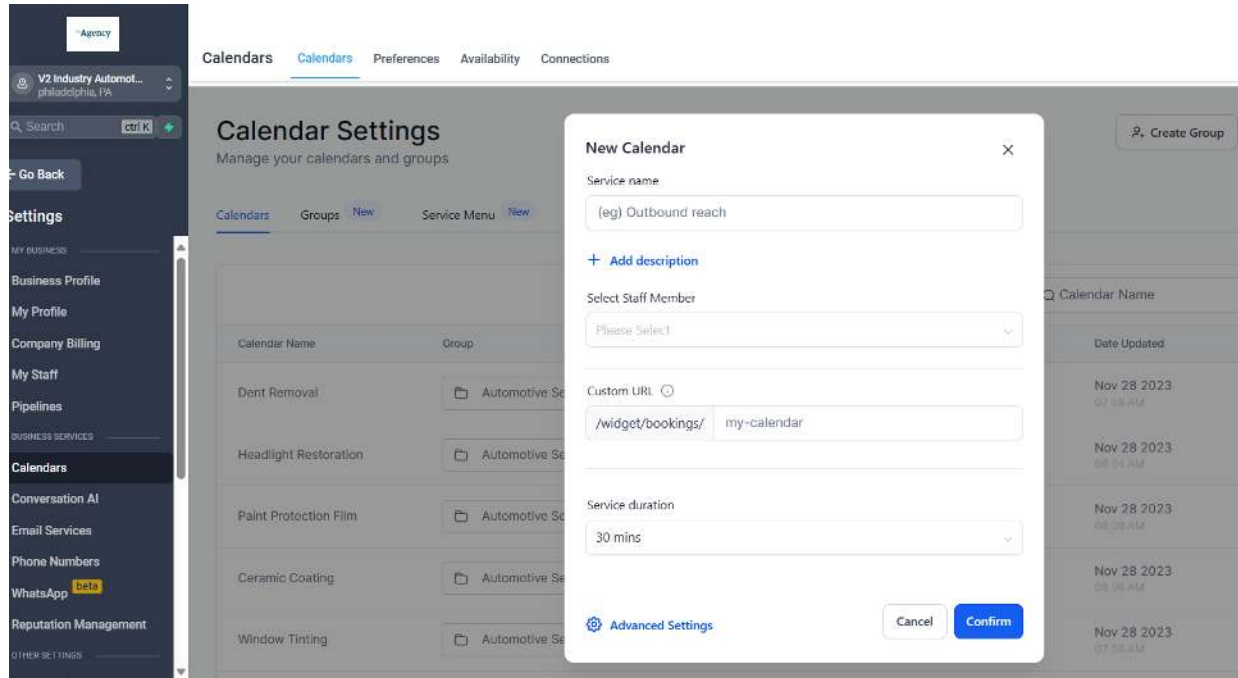 Agency
V2 Industry Automot...
philadelphia, PA
Search ctrl K
Go Back
Settings
MY BUSINESS
Business Profile
My Profile
Company Billing
My Staff
Pipelines
BUSINESS SERVICES
Calendars
Conversation AI
Email Services
Phone Numbers
WhatsApp beta
Reputation Management
OTHER SETTINGS
Calendars Calendars Preferences Availability Connections
Calendar Settings
Manage your calendars and groups
Create Group
Calendars Groups New Service Menu New
Calendar Name
Calendar Name Group Date Updated
Dent Removal Automotive Se Nov 28 2023
Headlight Restoration Automotive Se Nov 28 2023
Paint Protection Film Automotive Se Nov 28 2023
Ceramic Coating Automotive Se Nov 28 2023
Window Tinting Automotive Se Nov 28 2023
New Calendar
Service name
(eg) Outbound reach
+ Add description
Select Staff Member
Please Select
Custom URL
/widget/bookings/ my-calendar
Service duration
30 mins
Advanced Settings Cancel Confirm